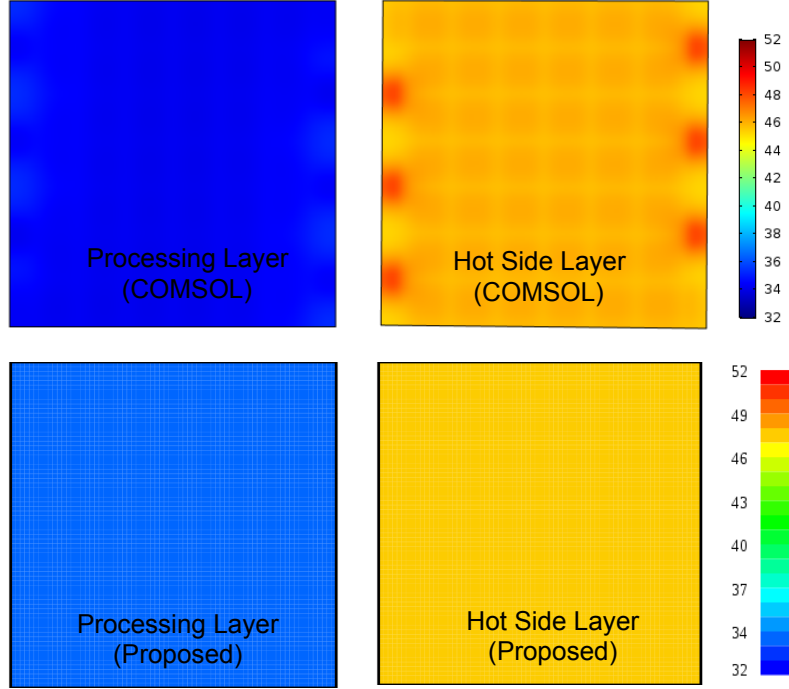 Processing Layer
(COMSOL)
Hot Side Layer
(COMSOL)
52
50
48
46
44
42
40
38
36
34
32
Processing Layer
(Proposed)
Hot Side Layer
(Proposed)
52
49
46
43
40
37
34
32